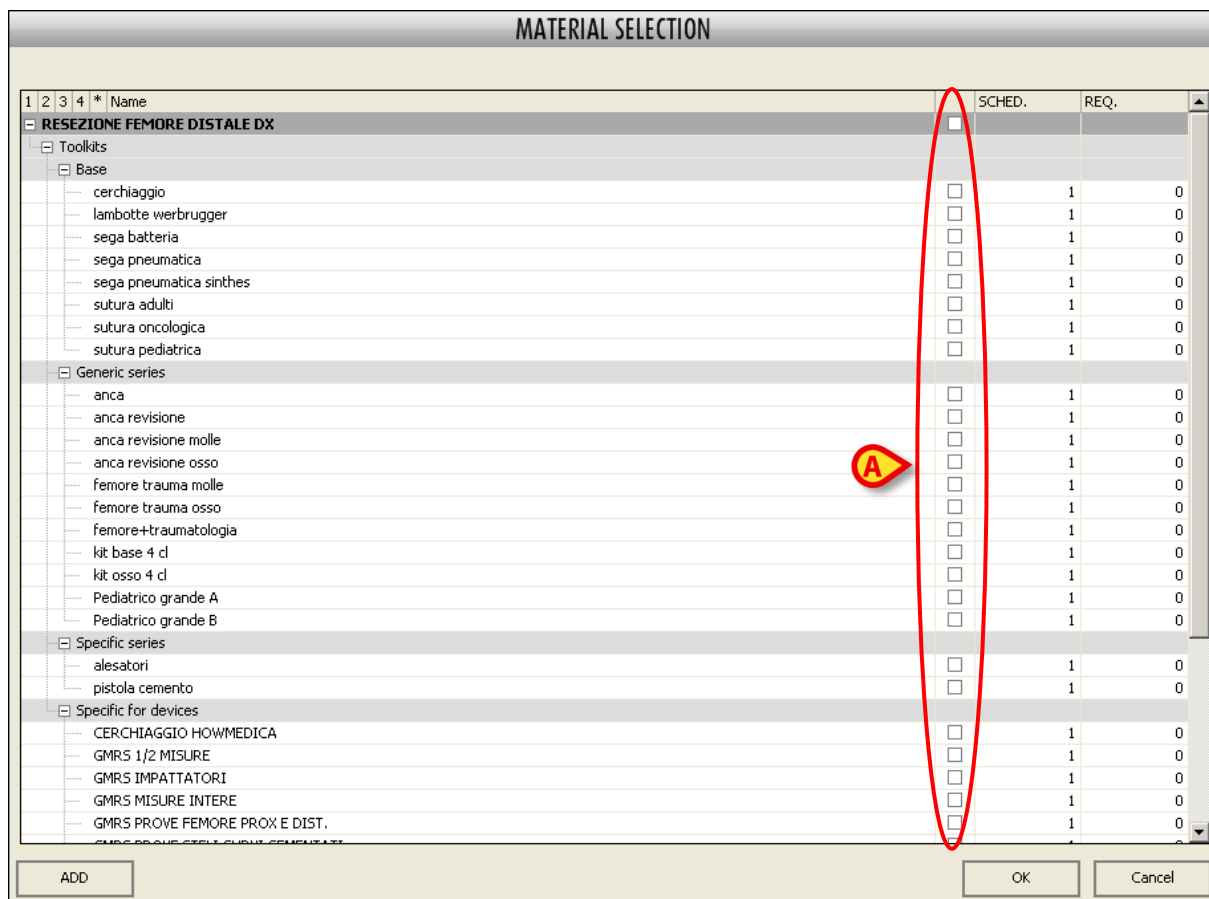 MATERIAL SELECTION
1 2 3 4 * Name SCHED. REQ.
RESEZIONE FEMORE DISTALE DX
Toolkits
Base
cerchiaggio 1 0
lambotte werbrugger 1 0
sega batteria 1 0
sega pneumatica 1 0
sega pneumatica sinthes 1 0
sutura adulti 1 0
sutura oncologica 1 0
sutura pediatrica 1 0
Generic series
anca 1 0
anca revisione 1 0
anca revisione molle 1 0
anca revisione osso 1 0
A
femore trauma molle 1 0
femore trauma osso 1 0
femore+traumatologia 1 0
kit base 4 cl 1 0
kit osso 4 cl 1 0
Pediatrico grande A 1 0
Pediatrico grande B 1 0
Specific series
alesatori 1 0
pistola cemento 1 0
Specific for devices
CERCHIAGGIO HOWMEDICA 1 0
GMRS 1/2 MISURE 1 0
GMRS IMPATTATORI 1 0
GMRS MISURE INTERE 1 0
GMRS PROVE FEMORE PROX E DIST. 1 0
ADD OK Cancel